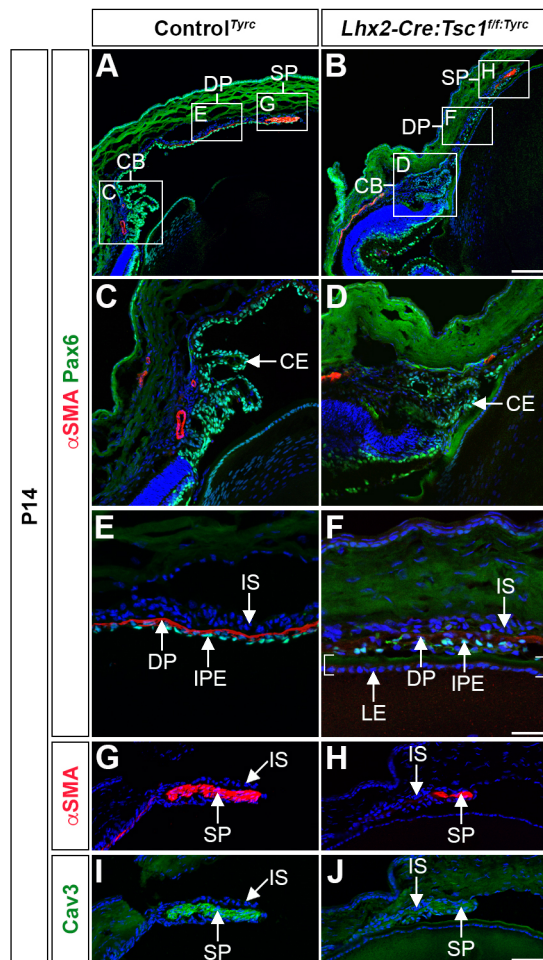 Control^Tyrc
Lhx2-Cre:Tsc1^f/f:Tyrc
P14
αSMA Pax6
A
DP
SP
E
G
CB
C
B
SP
H
DP
F
D
CB
C
CE
D
CE
E
IS
DP
IPE
F
IS
DP
IPE
LE
αSMA
G
IS
SP
H
IS
SP
Cav3
I
IS
SP
J
IS
SP